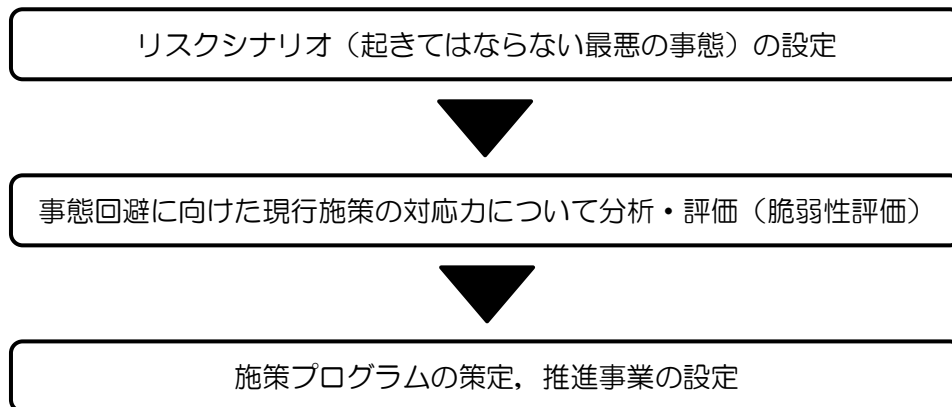 リスクシナリオ（起きてはならない最悪の事態）の設定
事態回避に向けた現行施策の対応力について分析・評価（脆弱性評価）
施策プログラムの策定，推進事業の設定